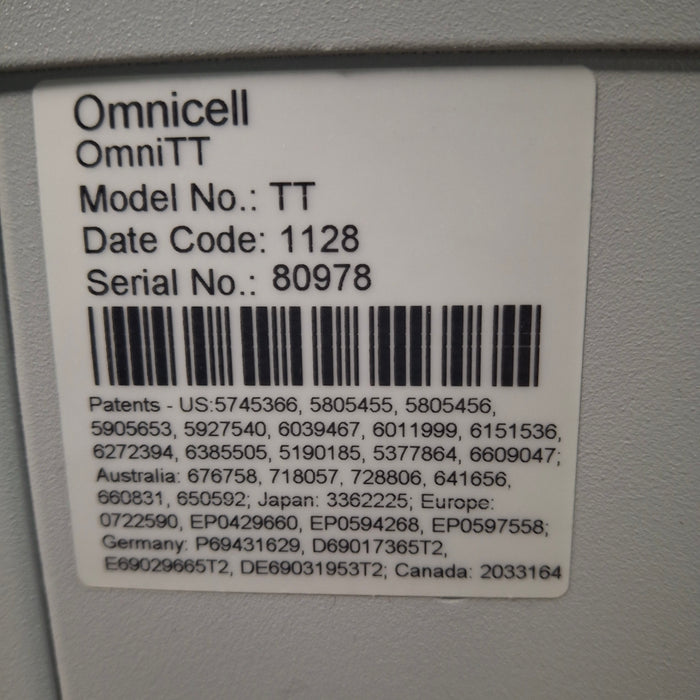 Omnicell
OmniTT
Model No.: TT
Date Code: 1128
Serial No.: 80978
Patents - US:5745366, 5805455, 5805456,
5905653, 5927540, 6039467, 6011999, 6151536,
6272394, 6385505, 5190185, 5377864, 6609047;
Australia: 676758, 718057, 728806, 641656,
660831, 650592; Japan: 3362225; Europe:
0722590, EP0429660, EP0594268, EP0597558;
Germany: P69431629, D69017365T2,
E69029665T2, DE69031953T2; Canada: 2033164